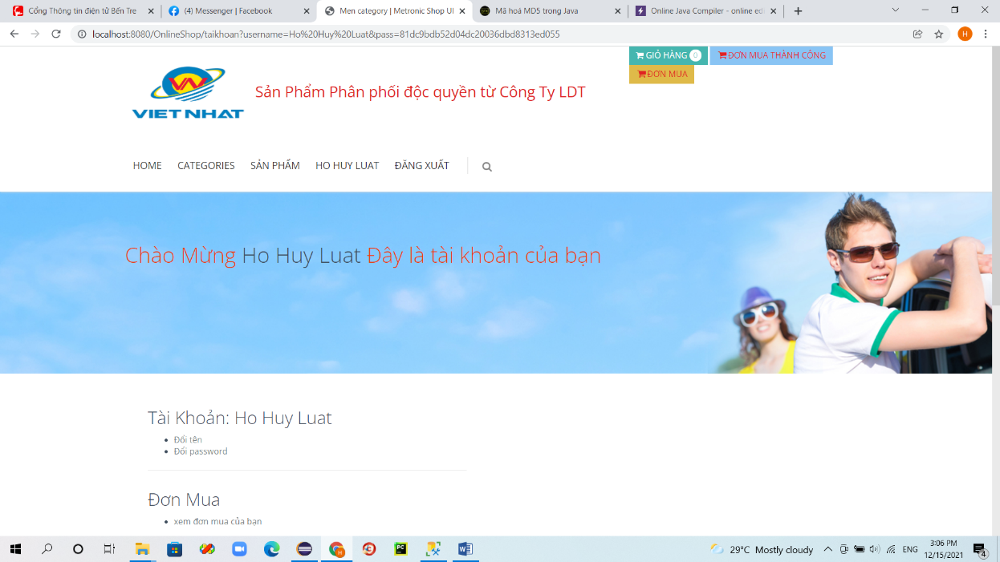 Cổng Thông tin điện tử Bến Tre
(4) Messenger | Facebook
Men category | Metronic Shop UI
Mã hoá MD5 trong Java
Online Java Compiler - online edi
localhost:8080/OnlineShop/taikhoan?username=Ho%20Huy%20Luat&pass=81dc9bdb52d04dc20036dbd8313ed055
H
VIET NHAT
Sản Phẩm Phân phối độc quyền từ Công Ty LDT
GIỎ HÀNG 0
ĐƠN MUA THÀNH CÔNG
ĐƠN MUA
HOME CATEGORIES SẢN PHẨM HO HUY LUAT ĐĂNG XUẤT
Chào Mừng Ho Huy Luat Đây là tài khoản của bạn
Tài Khoản: Ho Huy Luat
Đổi tên
Đổi password
Đơn Mua
xem đơn mua của bạn
29°C Mostly cloudy
ENG
3:06 PM
12/15/2021
4